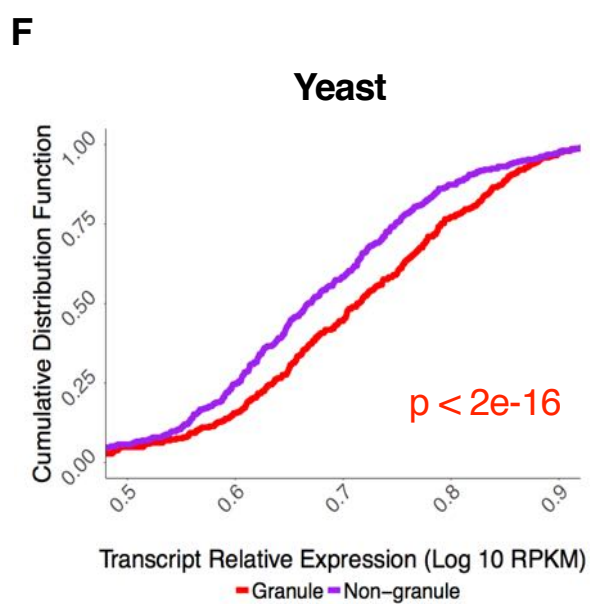 F
Yeast
Cumulative Distribution Function
1.00
0.75
0.50
0.25
0.00
p < 2e-16
0.5
0.6
0.7
0.8
0.9
Transcript Relative Expression (Log 10 RPKM)
Granule Non−granule